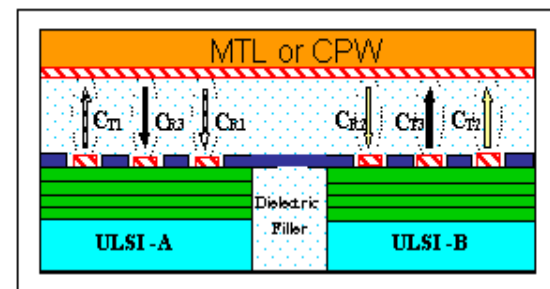 MTL or CPW
CT1 CR3 CR1 CR2 CT3 CT2
Dielectric
Filler
ULSI-A ULSI-B